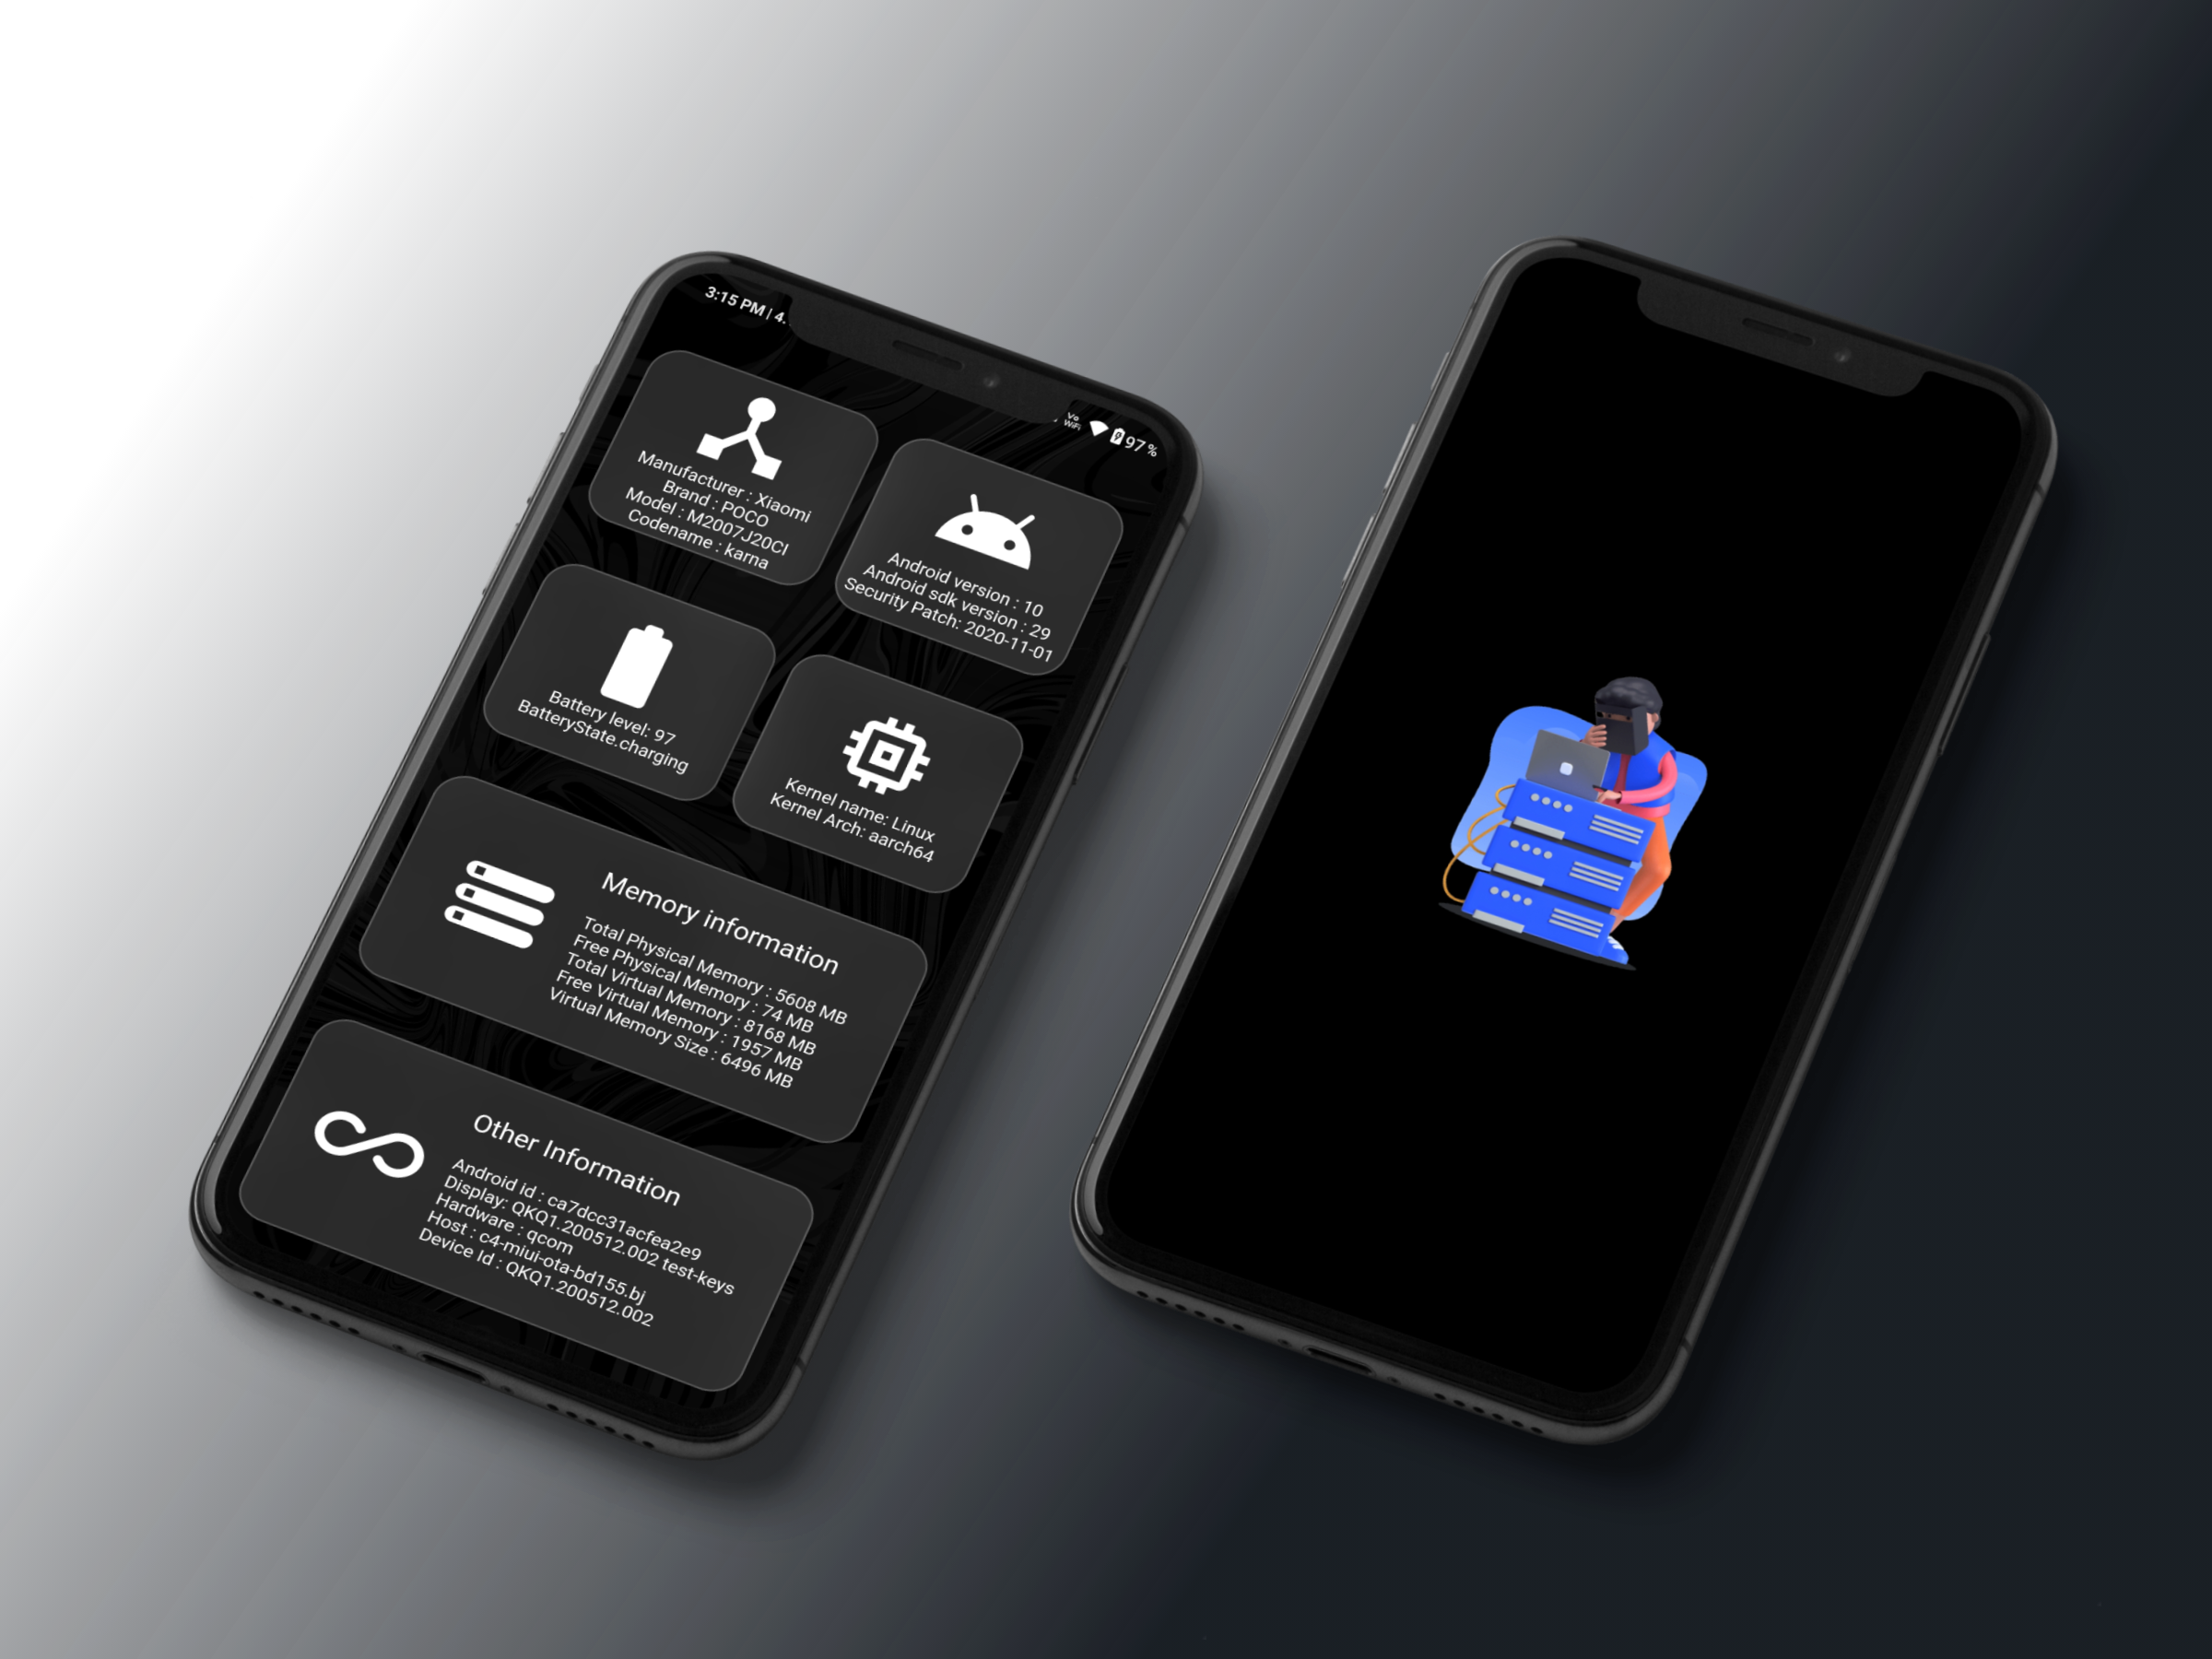 3:15 PM | 4.
Vo
WiFi
97 %
Manufacturer : Xiaomi
Brand : POCO
Model : M2007J20CI
Codename : karna
Android version : 10
Android sdk version : 29
Security Patch: 2020-11-01
Battery level: 97
BatteryState.charging
Kernel name: Linux
Kernel Arch: aarch64
Memory information
Total Physical Memory : 5608 MB
Free Physical Memory : 74 MB
Total Virtual Memory : 8168 MB
Free Virtual Memory : 1957 MB
Virtual Memory Size : 6496 MB
Other Information
Android id : ca7dcc31acfea2e9
Display: QKQ1.200512.002 test-keys
Hardware : qcom
Host : c4-miui-ota-bd155.bj
Device Id : QKQ1.200512.002